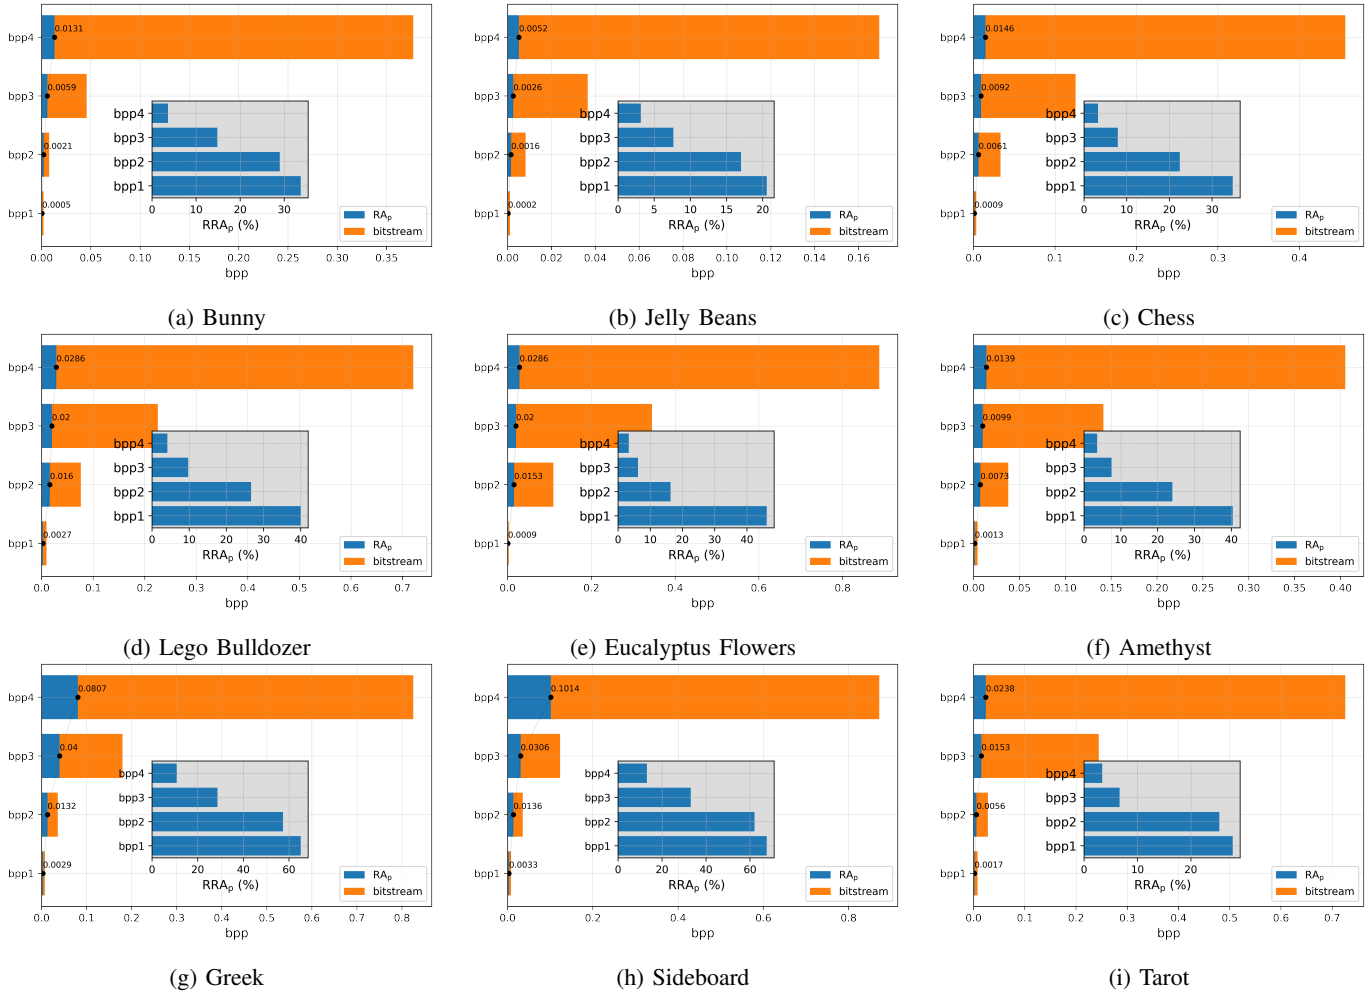 bpp4
bpp3
bpp2
bpp1
0.0131
0.0059
0.0021
0.0005
bpp4
bpp3
bpp2
bpp1
0 10 20 30
RRAp (%)
RAp
bitstream
0.00 0.05 0.10 0.15 0.20 0.25 0.30 0.35
bpp
(a) Bunny
bpp4
bpp3
bpp2
bpp1
0.0052
0.0026
0.0016
0.0002
bpp4
bpp3
bpp2
bpp1
0 5 10 15 20
RRAp (%)
RAp
bitstream
0.00 0.02 0.04 0.06 0.08 0.10 0.12 0.14 0.16
bpp
(b) Jelly Beans
bpp4
bpp3
bpp2
bpp1
0.0146
0.0092
0.0061
0.0009
bpp4
bpp3
bpp2
bpp1
0 10 20 30
RRAp (%)
RAp
bitstream
0.0 0.1 0.2 0.3 0.4
bpp
(c) Chess
bpp4
bpp3
bpp2
bpp1
0.0286
0.02
0.016
0.0027
bpp4
bpp3
bpp2
bpp1
0 10 20 30 40
RRAp (%)
RAp
bitstream
0.0 0.1 0.2 0.3 0.4 0.5 0.6 0.7
bpp
(d) Lego Bulldozer
bpp4
bpp3
bpp2
bpp1
0.0286
0.02
0.0153
0.0009
bpp4
bpp3
bpp2
bpp1
0 20 40
RRAp (%)
RAp
bitstream
0.0 0.2 0.4 0.6 0.8
bpp
(e) Eucalyptus Flowers
bpp4
bpp3
bpp2
bpp1
0.0139
0.0099
0.0073
0.0013
bpp4
bpp3
bpp2
bpp1
0 10 20 30 40
RRAp (%)
RAp
bitstream
0.00 0.05 0.10 0.15 0.20 0.25 0.30 0.35 0.40
bpp
(f) Amethyst
bpp4
bpp3
bpp2
bpp1
0.0807
0.04
0.0132
0.0029
bpp4
bpp3
bpp2
bpp1
0 20 40 60
RRAp (%)
RAp
bitstream
0.0 0.1 0.2 0.3 0.4 0.5 0.6 0.7 0.8
bpp
(g) Greek
bpp4
bpp3
bpp2
bpp1
0.1014
0.0306
0.0136
0.0033
bpp4
bpp3
bpp2
bpp1
0 20 40 60
RRAp (%)
RAp
bitstream
0.0 0.2 0.4 0.6 0.8
bpp
(h) Sideboard
bpp4
bpp3
bpp2
bpp1
0.0238
0.0153
0.0056
0.0017
bpp4
bpp3
bpp2
bpp1
0 10 20
RRAp (%)
RAp
bitstream
0.0 0.1 0.2 0.3 0.4 0.5 0.6 0.7
bpp
(i) Tarot